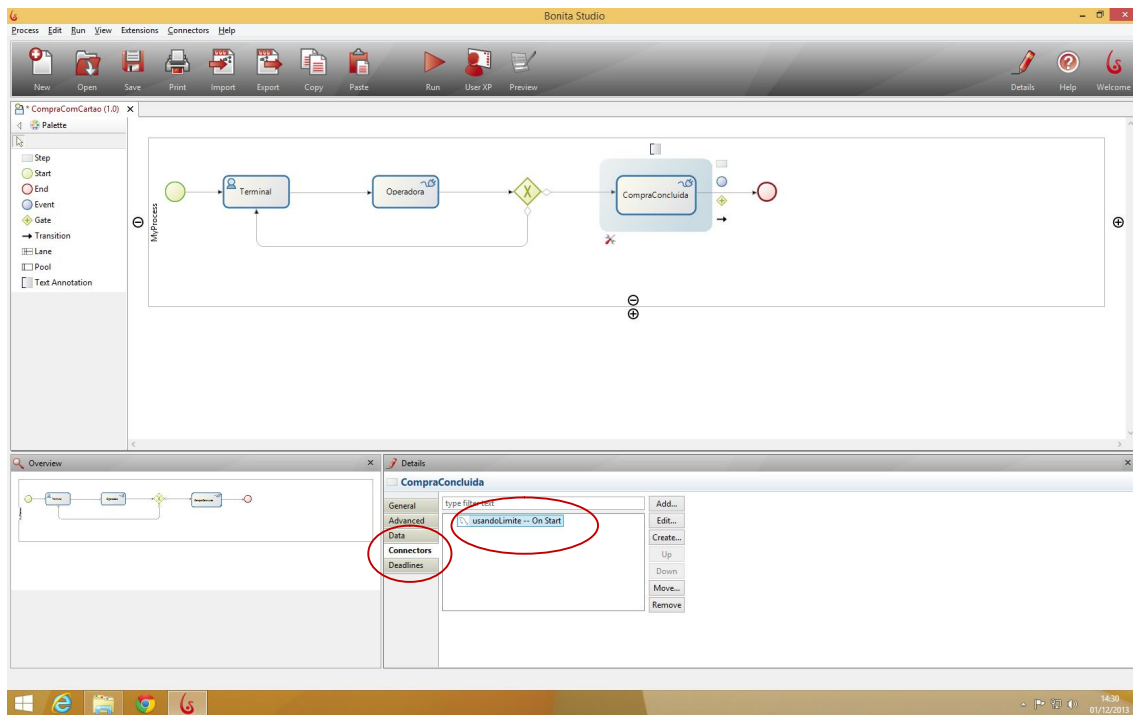 Bonita Studio
Process Edit Run View Extensions Connectors Help
New Open Save Print Import Export Copy Paste Run User XP Preview Details Help Welcome
* CompraComCartao (1.0)
Palette
Step
Start
End
Event
Gate
Transition
Lane
Pool
Text Annotation
MyProcess
Terminal
Operadora
X
CompraConcluida
Overview
Details
CompraConcluida
General
Advanced
Data
Connectors
Deadlines
type filter text
usandoLimite -- On Start
Add...
Edit...
Create...
Up
Down
Move...
Remove
14:30
01/12/2013